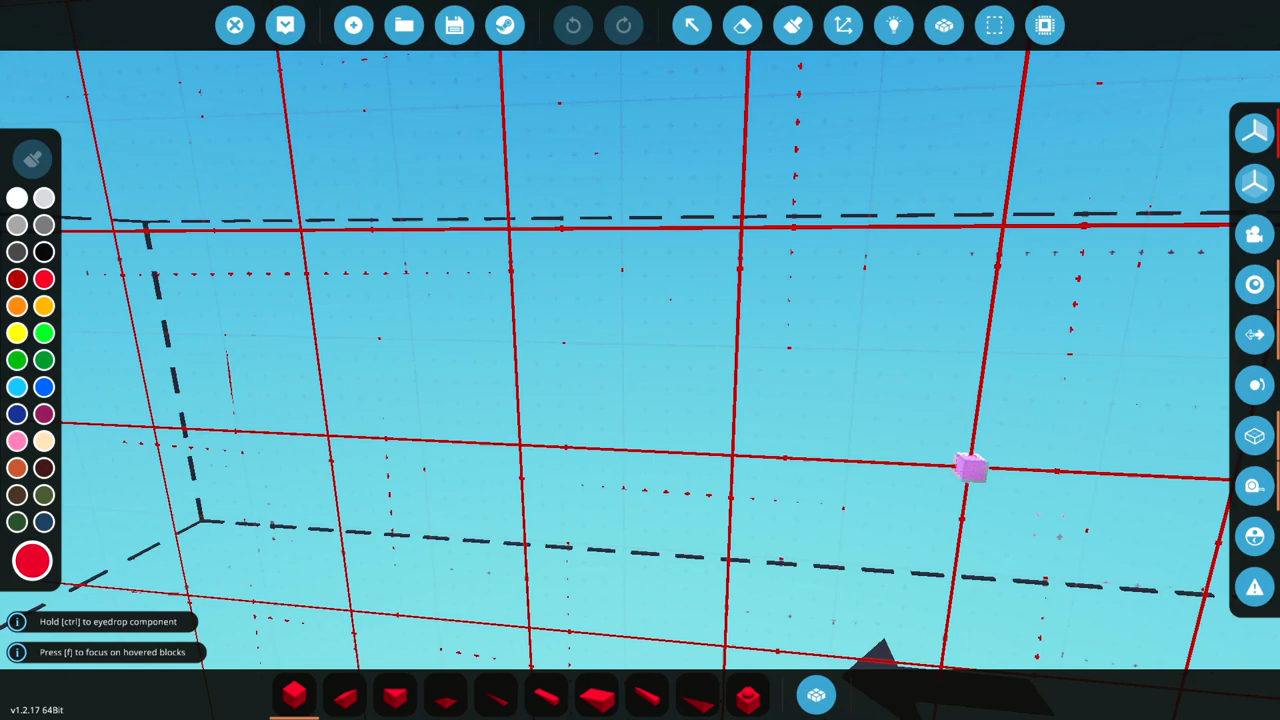 Hold [ctrl] to eyedrop component
Press [f] to focus on hovered blocks
v1.2.17 64Bit